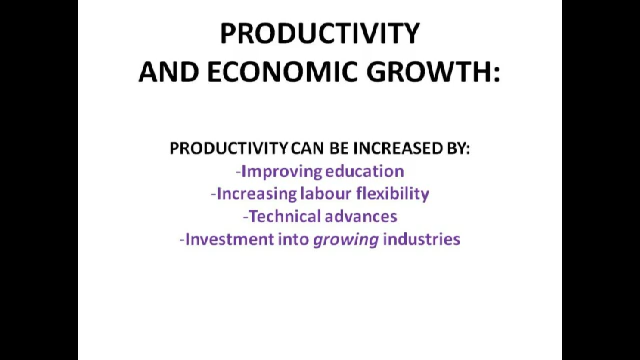 PRODUCTIVITY
AND ECONOMIC GROWTH:
PRODUCTIVITY CAN BE INCREASED BY:
-Improving education
-Increasing labour flexibility
-Technical advances
-Investment into growing industries